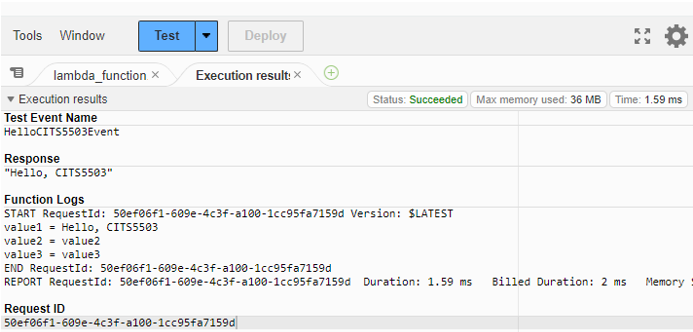 Tools Window Test Deploy
lambda_function × Execution results ×
Execution results Status: Succeeded Max memory used: 36 MB Time: 1.59 ms
Test Event Name
HelloCITS5503Event
Response
"Hello, CITS5503"
Function Logs
START RequestId: 50ef06f1-609e-4c3f-a100-1cc95fa7159d Version: $LATEST
value1 = Hello, CITS5503
value2 = value2
value3 = value3
END RequestId: 50ef06f1-609e-4c3f-a100-1cc95fa7159d
REPORT RequestId: 50ef06f1-609e-4c3f-a100-1cc95fa7159d Duration: 1.59 ms Billed Duration: 2 ms Memory
Request ID
50ef06f1-609e-4c3f-a100-1cc95fa7159d